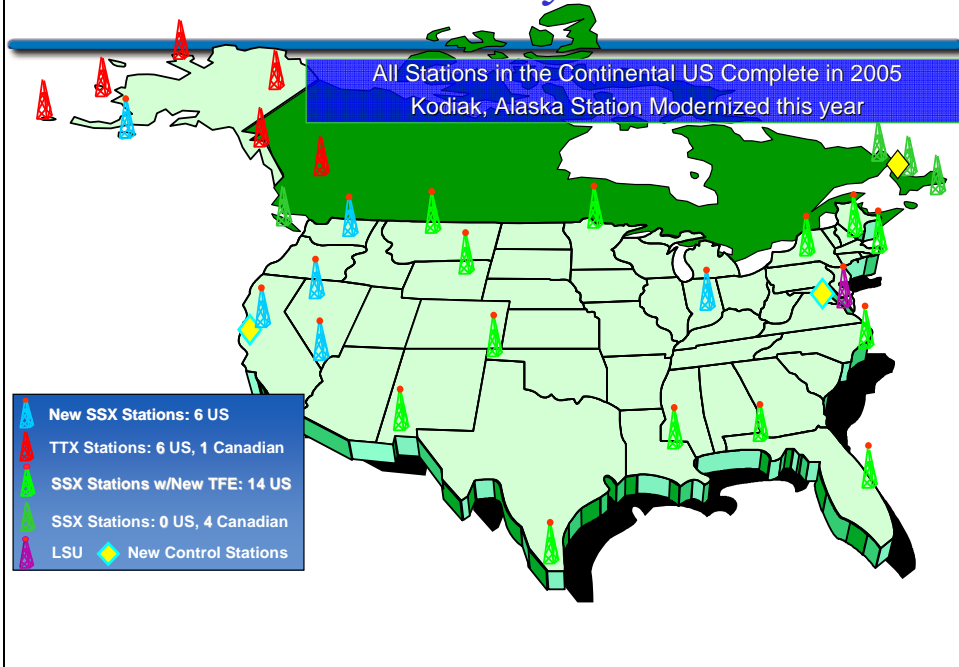 All Stations in the Continental US Complete in 2005
Kodiak, Alaska Station Modernized this year
New SSX Stations: 6 US
TTX Stations: 6 US, 1 Canadian
SSX Stations w/New TFE: 14 US
SSX Stations: 0 US, 4 Canadian
LSU New Control Stations